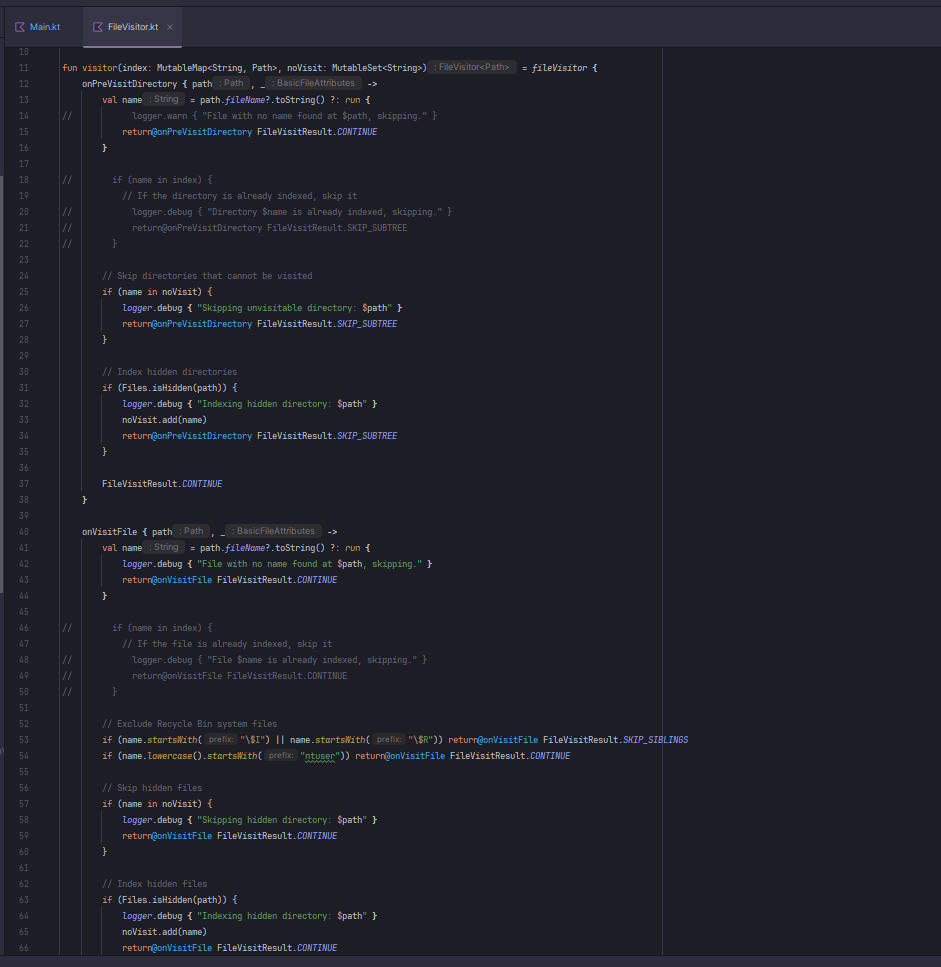 Main.kt FileVisitor.kt ×
10
11 fun visitor(index: MutableMap<String, Path>, noVisit: MutableSet<String>) : FileVisitor<Path> = fileVisitor {
12 onPreVisitDirectory { path : Path , _ : BasicFileAttributes ->
13 val name : String = path.fileName?.toString() ?: run {
14 // logger.warn { "File with no name found at $path, skipping." }
15 return@onPreVisitDirectory FileVisitResult.CONTINUE
16 }
17
18 // if (name in index) {
19 // If the directory is already indexed, skip it
20 // logger.debug { "Directory $name is already indexed, skipping." }
21 // return@onPreVisitDirectory FileVisitResult.SKIP_SUBTREE
22 // }
23
24 // Skip directories that cannot be visited
25 if (name in noVisit) {
26 logger.debug { "Skipping unvisitable directory: $path" }
27 return@onPreVisitDirectory FileVisitResult.SKIP_SUBTREE
28 }
29
30 // Index hidden directories
31 if (Files.isHidden(path)) {
32 logger.debug { "Indexing hidden directory: $path" }
33 noVisit.add(name)
34 return@onPreVisitDirectory FileVisitResult.SKIP_SUBTREE
35 }
36
37 FileVisitResult.CONTINUE
38 }
39
40 onVisitFile { path : Path , _ : BasicFileAttributes ->
41 val name : String = path.fileName?.toString() ?: run {
42 logger.debug { "File with no name found at $path, skipping." }
43 return@onVisitFile FileVisitResult.CONTINUE
44 }
45
46 // if (name in index) {
47 // If the file is already indexed, skip it
48 // logger.debug { "File $name is already indexed, skipping." }
49 // return@onVisitFile FileVisitResult.CONTINUE
50 // }
51
52 // Exclude Recycle Bin system files
53 if (name.startsWith( prefix: "\$I") || name.startsWith( prefix: "\$R")) return@onVisitFile FileVisitResult.SKIP_SIBLINGS
54 if (name.lowercase().startsWith( prefix: "ntuser")) return@onVisitFile FileVisitResult.CONTINUE
55
56 // Skip hidden files
57 if (name in noVisit) {
58 logger.debug { "Skipping hidden directory: $path" }
59 return@onVisitFile FileVisitResult.CONTINUE
60 }
61
62 // Index hidden files
63 if (Files.isHidden(path)) {
64 logger.debug { "Indexing hidden directory: $path" }
65 noVisit.add(name)
66 return@onVisitFile FileVisitResult.CONTINUE